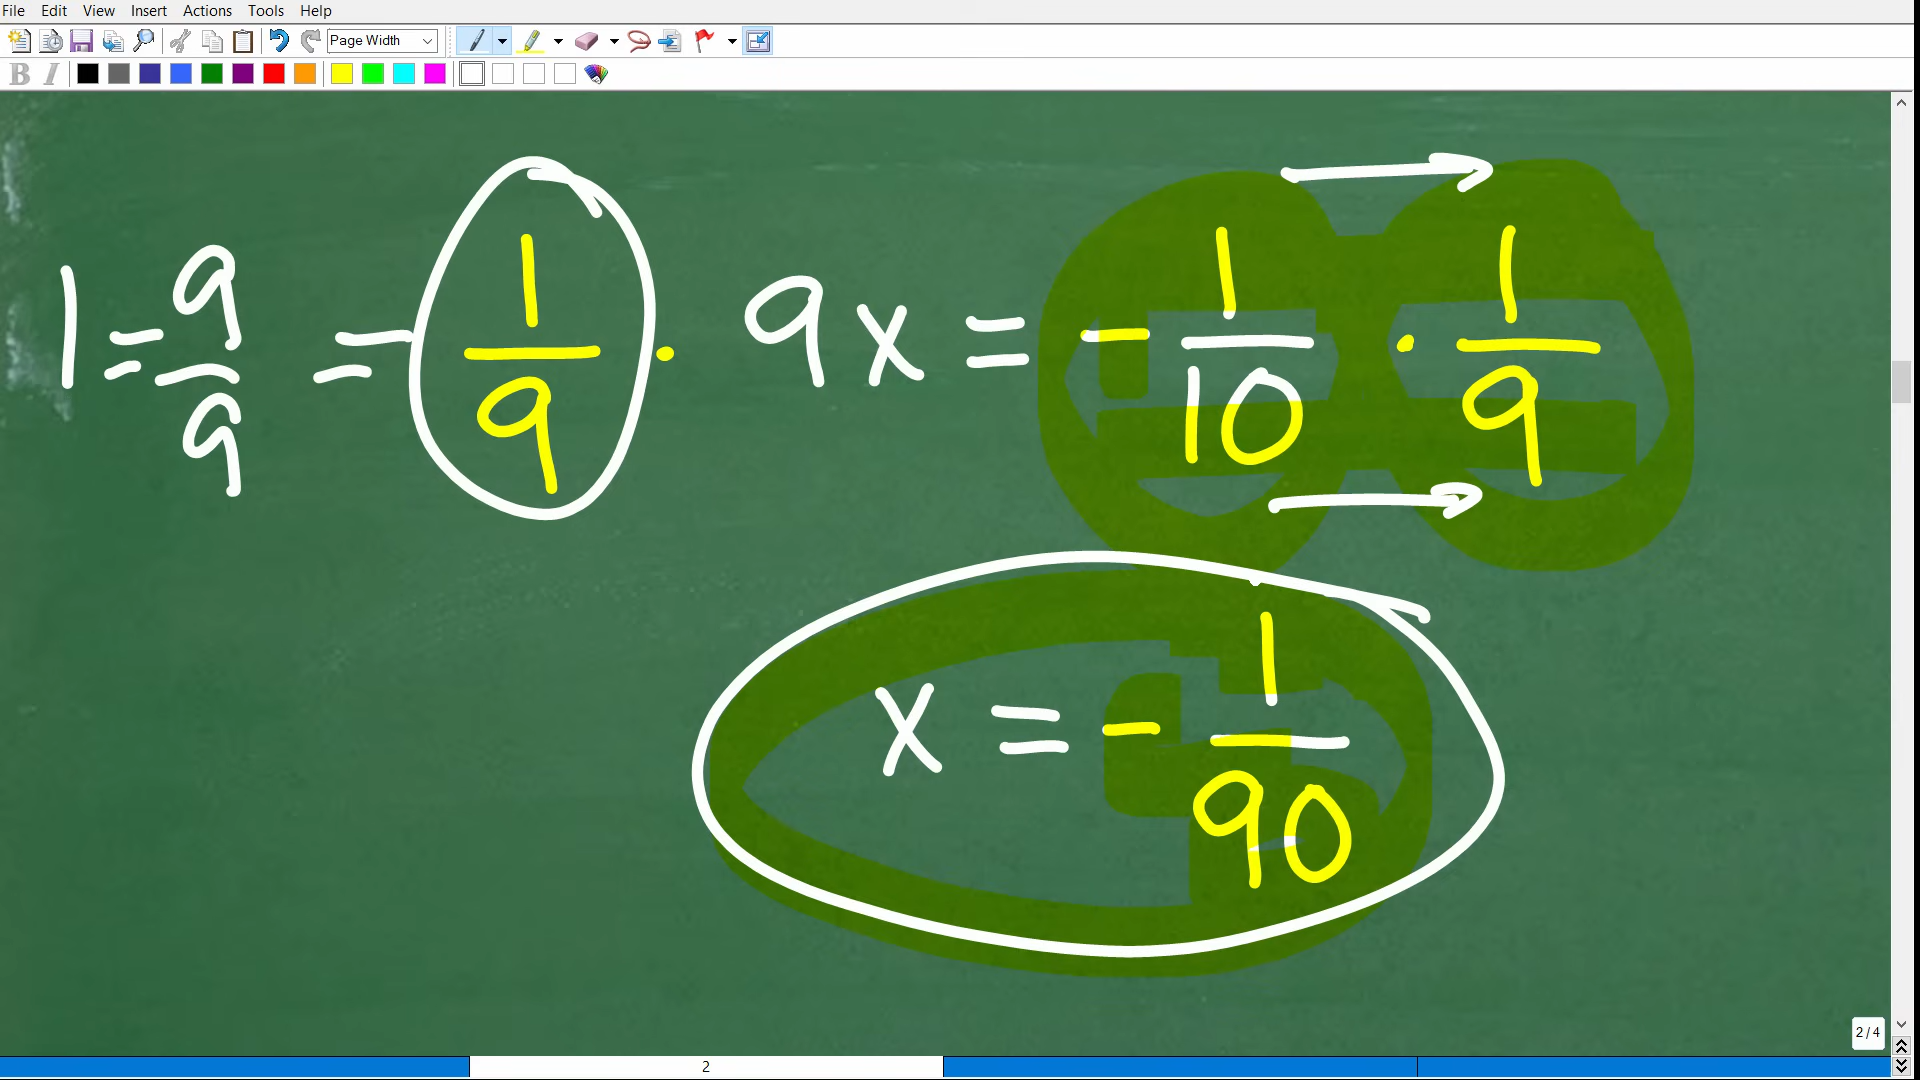 File Edit View Insert Actions Tools Help
Page Width
B I
1 = 9/9 = 1/9 · 9x = - 1/10 · 1/9
x = - 1/90
2/4
2